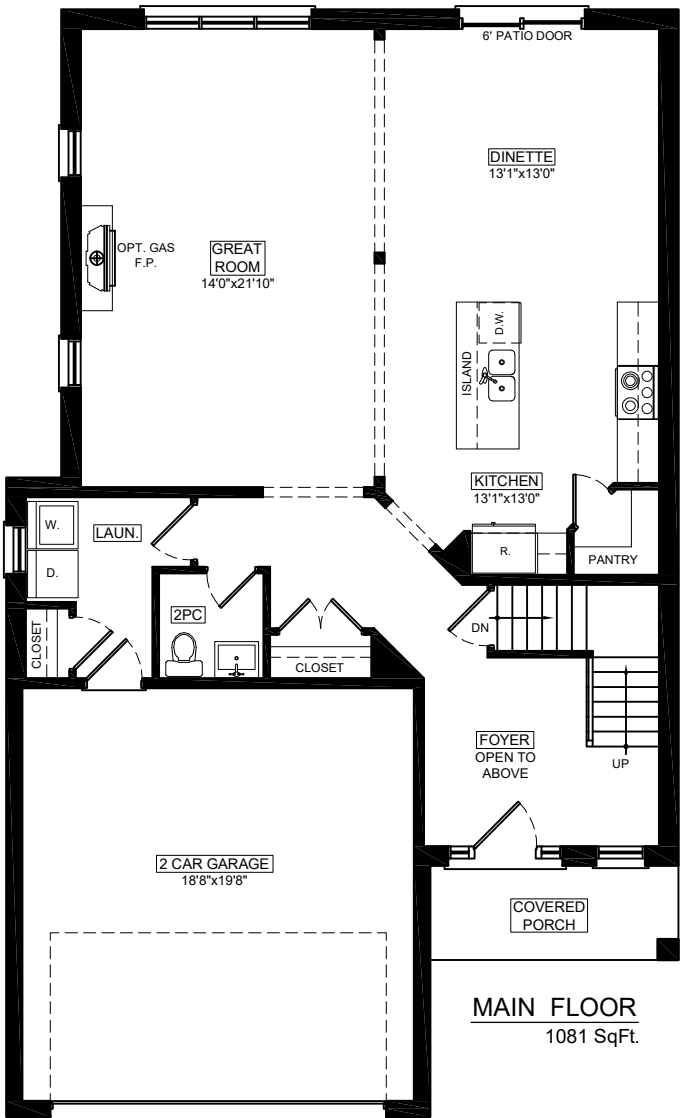 6' PATIO DOOR
DINETTE
13'1"x13'0"
OPT. GAS
F.P.
GREAT
ROOM
14'0"x21'10"
D.W.
ISLAND
KITCHEN
13'1"x13'0"
W.
LAUN.
R.
PANTRY
D.
2PC
DN
CLOSET
CLOSET
FOYER
OPEN TO
ABOVE
UP
2 CAR GARAGE
18'8"x19'8"
COVERED
PORCH
MAIN FLOOR
1081 SqFt.